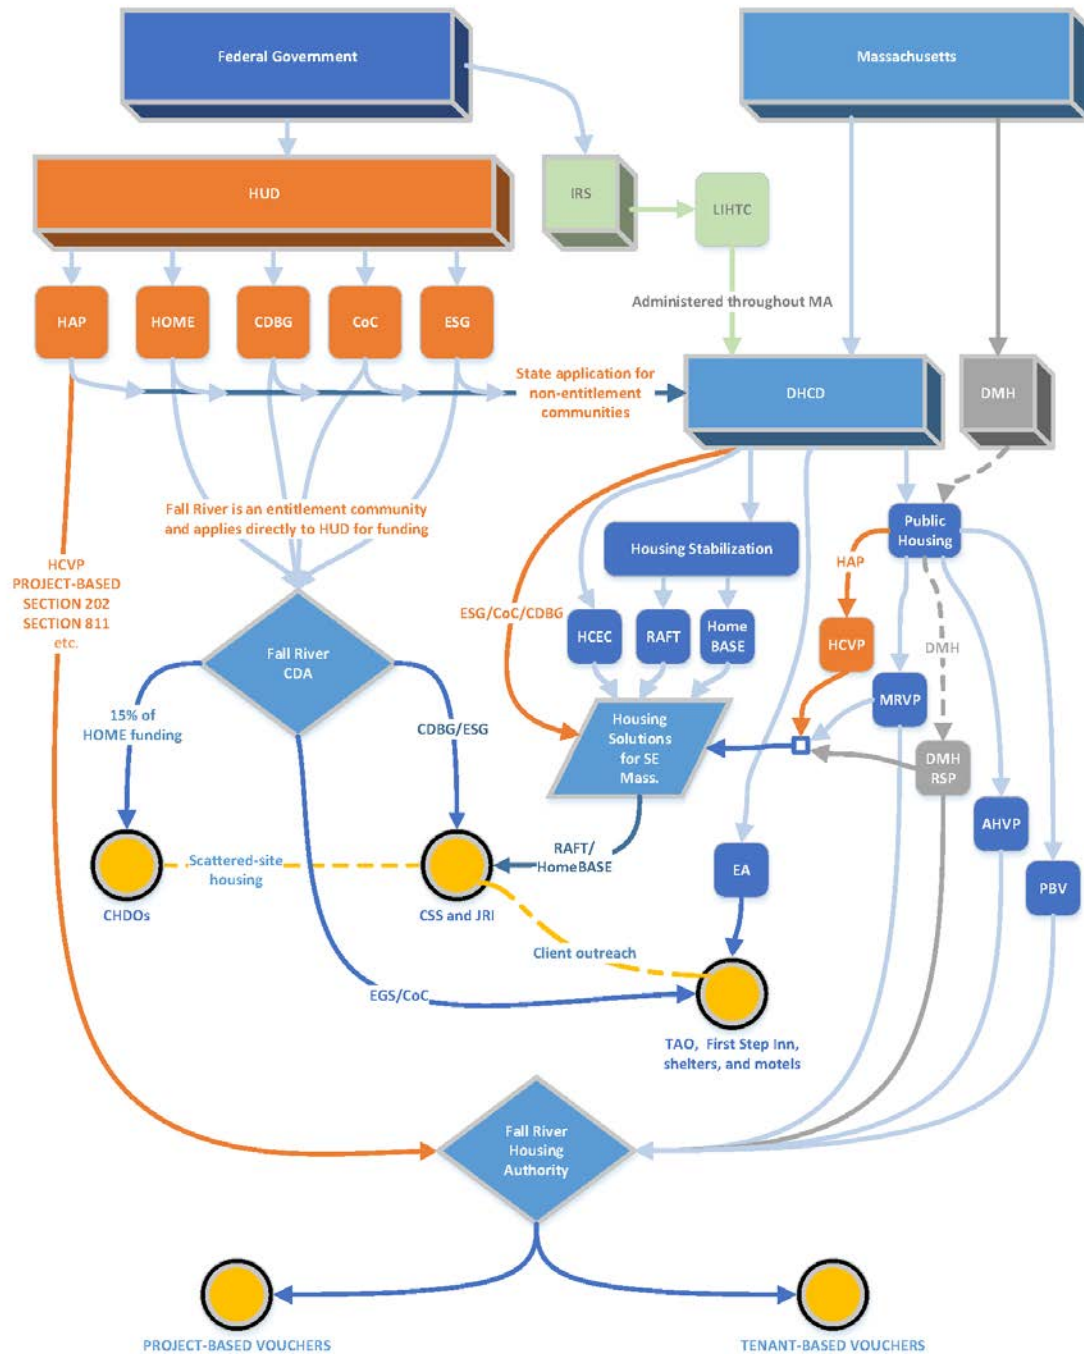 Federal Government
Massachusetts
HUD
IRS
LIHTC
Administered throughout MA
HAP
HOME
CDBG
CoC
ESG
State application for
non-entitlement
communities
DHCD
DMH
Fall River is an entitlement community
and applies directly to HUD for funding
HCVP
PROJECT-BASED
SECTION 202
SECTION 811
etc.
Housing Stabilization
Public
Housing
HAP
ESG/CoC/CDBG
HCEC
RAFT
Home
BASE
HCVP
DMH
Fall River
CDA
MRVP
15% of
HOME funding
CDBG/ESG
Housing
Solutions
for SE
Mass.
DMH
RSP
AHVP
RAFT/
HomeBASE
Scattered-site
housing
EA
PBV
CHDOs
CSS and JRI
Client outreach
EGS/CoC
TAO, First Step Inn,
shelters, and motels
Fall River
Housing
Authority
PROJECT-BASED VOUCHERS
TENANT-BASED VOUCHERS